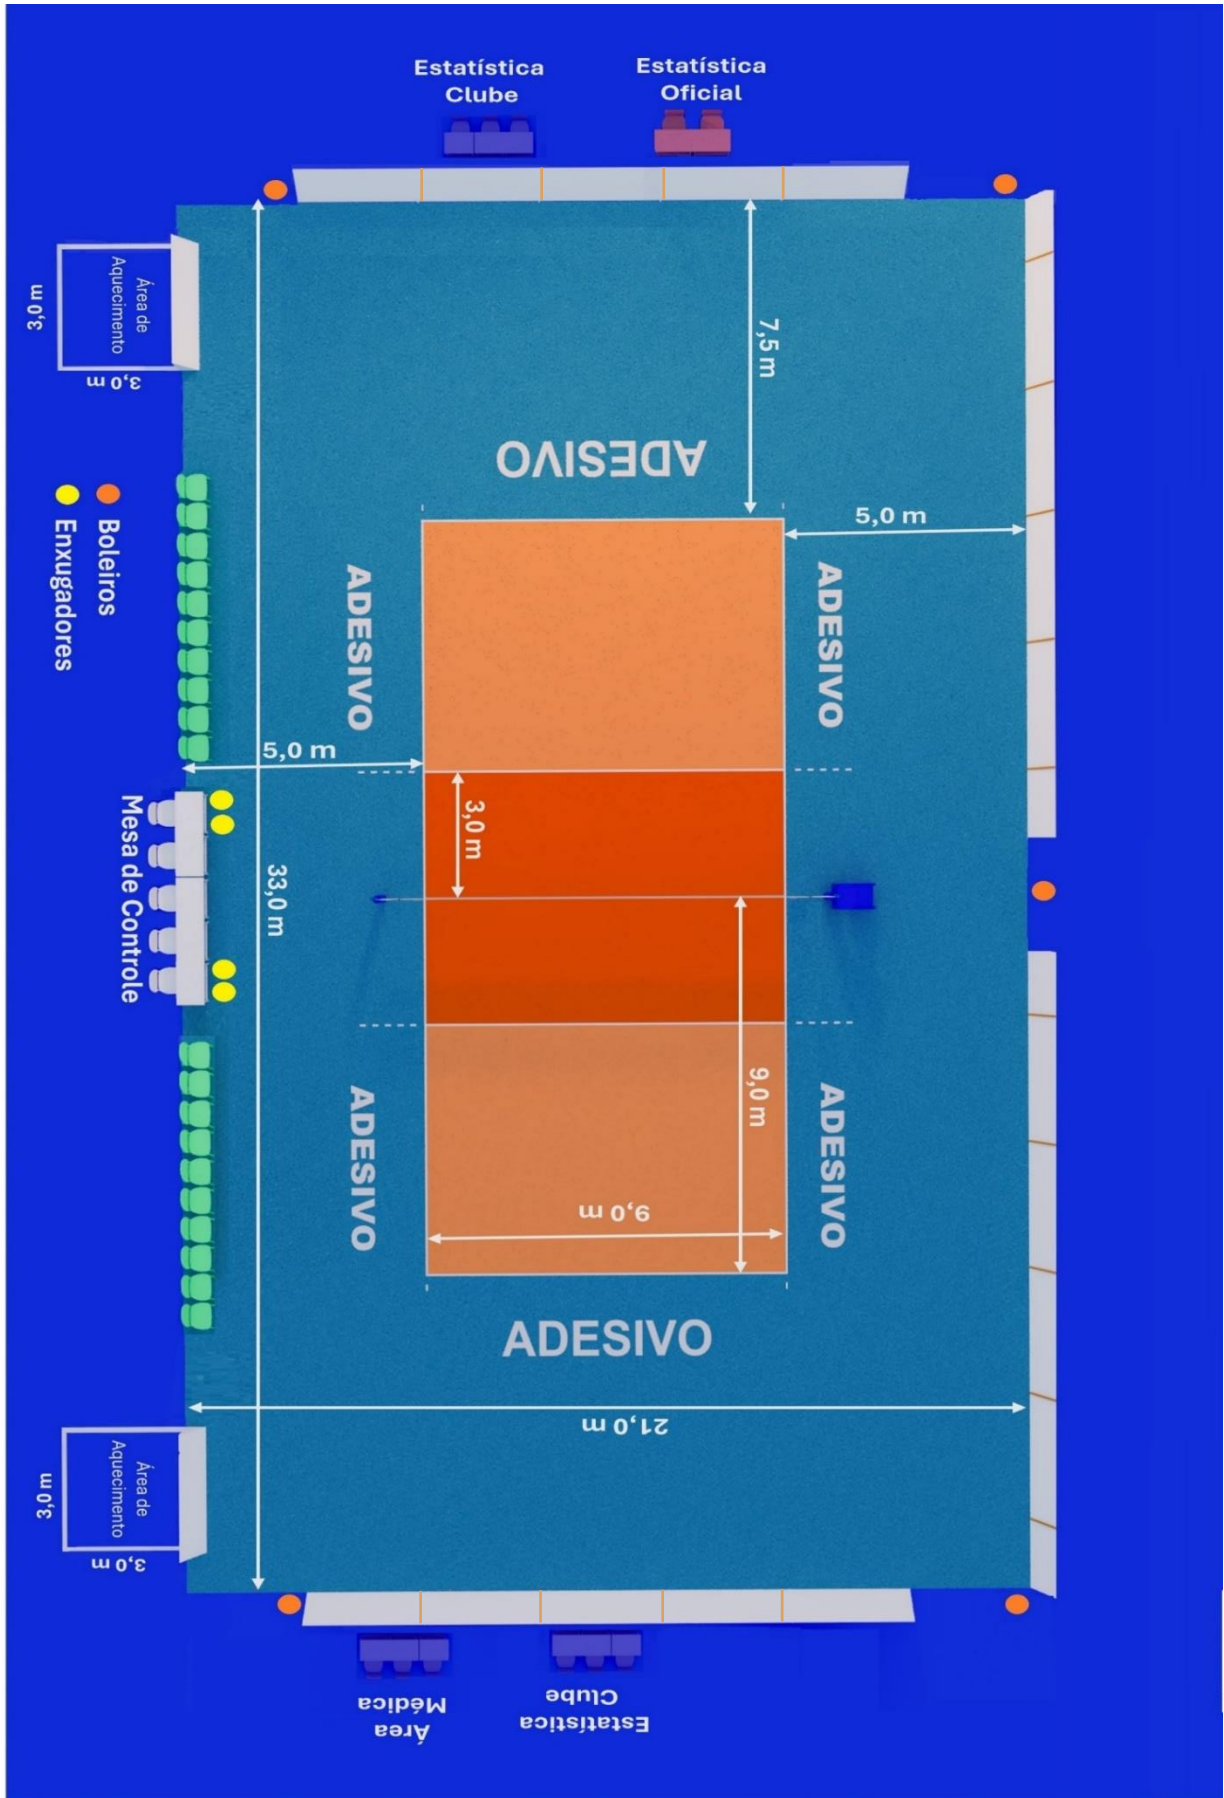 Estatística
Clube
Estatística
Oficial
Área de
Aquecimento
3,0 m
3,0 m
7,5 m
ADESIVO
5,0 m
Boleiros
Enxugadores
ADESIVO
ADESIVO
5,0 m
3,0 m
Mesa de Controle
33,0 m
9,0 m
ADESIVO
ADESIVO
9,0 m
ADESIVO
21,0 m
Área de
Aquecimento
3,0 m
3,0 m
Área
Médica
Estatística
Clube